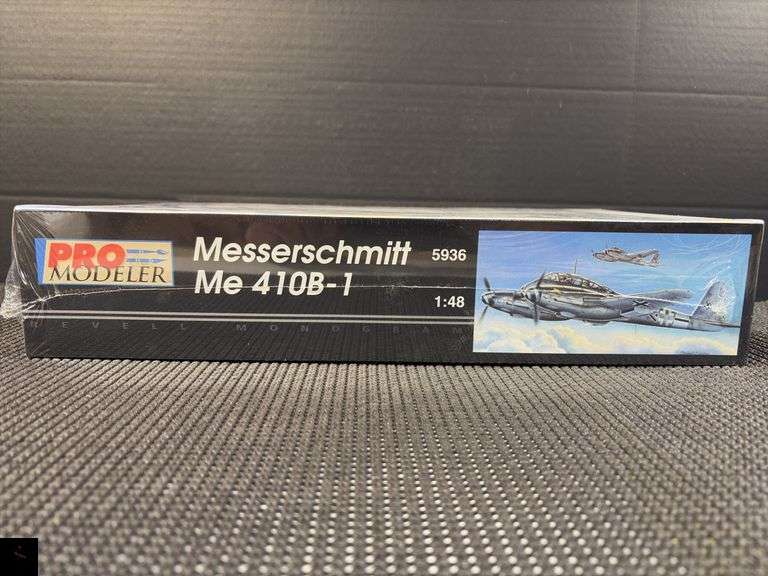 PRO
MODELER
Messerschmitt
Me 410B-1
5936
1:48
REVELL-MONOGRAM